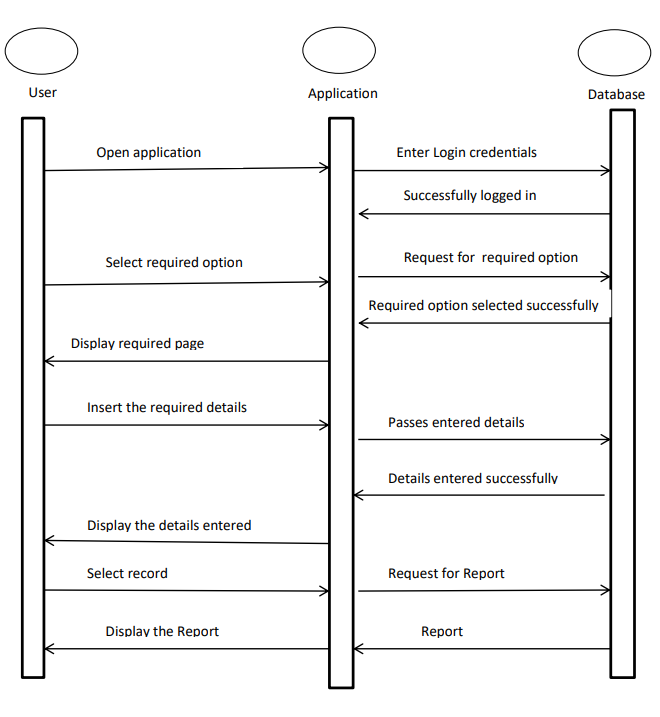 User
Application
Database
Open application
Enter Login credentials
Successfully logged in
Select required option
Request for  required option
Required option selected successfully
Display required page
Insert the required details
Passes entered details
Details entered successfully
Display the details entered
Select record
Request for Report
Display the Report
Report